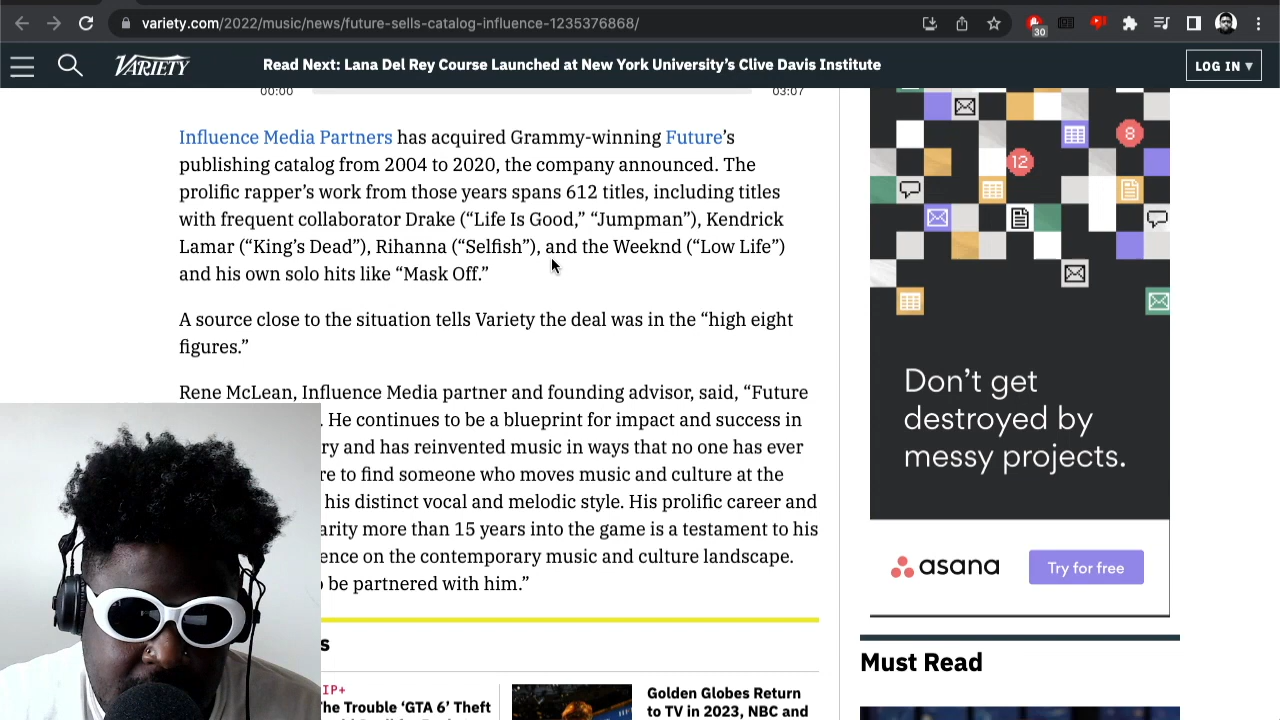 variety.com/2022/music/news/future-sells-catalog-influence-1235376868/
30
VARIETY
Read Next: Lana Del Rey Course Launched at New York University’s Clive Davis Institute
LOG IN
00:00
03:07
Influence Media Partners has acquired Grammy-winning Future’s
publishing catalog from 2004 to 2020, the company announced. The
prolific rapper’s work from those years spans 612 titles, including titles
with frequent collaborator Drake (“Life Is Good,” “Jumpman”), Kendrick
Lamar (“King’s Dead”), Rihanna (“Selfish”), and the Weeknd (“Low Life”)
and his own solo hits like “Mask Off.”
A source close to the situation tells Variety the deal was in the “high eight
figures.”
Rene McLean, Influence Media partner and founding advisor, said, “Future
. He continues to be a blueprint for impact and success in
ry and has reinvented music in ways that no one has ever
re to find someone who moves music and culture at the
his distinct vocal and melodic style. His prolific career and
arity more than 15 years into the game is a testament to his
ence on the contemporary music and culture landscape.
be partnered with him.”
s
IP+
he Trouble ‘GTA 6’ Theft
Golden Globes Return
to TV in 2023, NBC and
8
12
Don’t get
destroyed by
messy projects.
asana
Try for free
Must Read